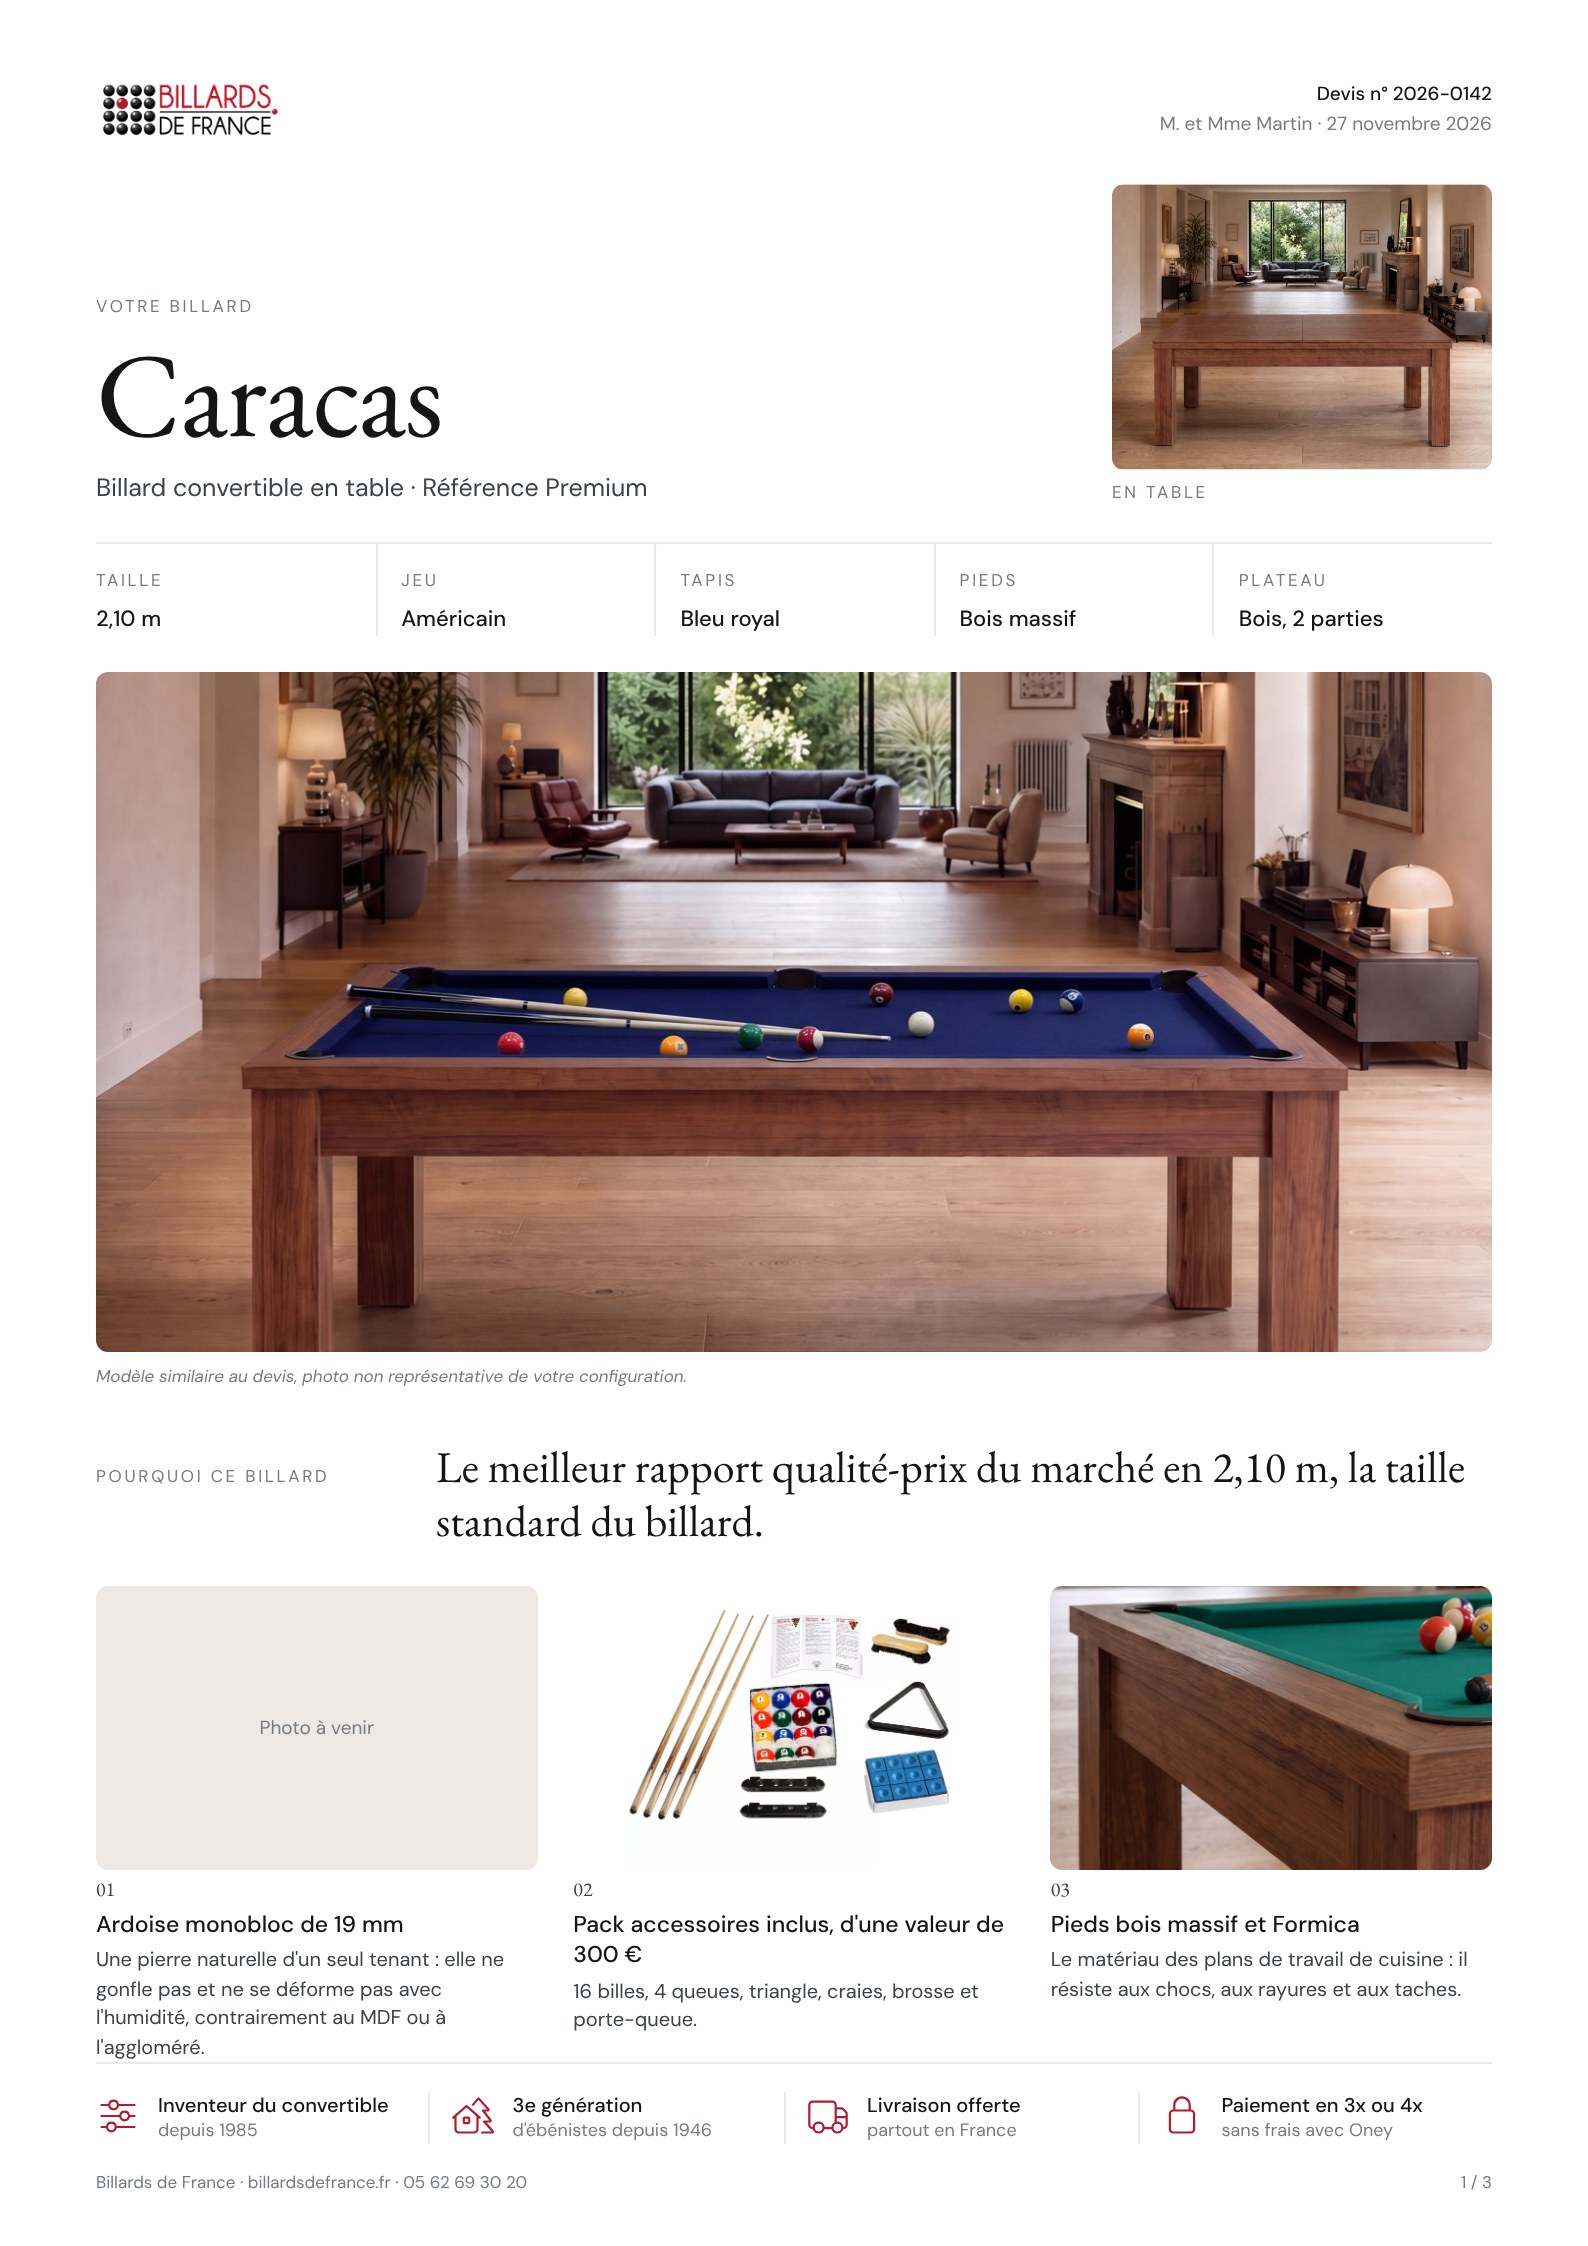 BILLARDS
DE FRANCE
Devis n° 2026-0142
M. et Mme Martin · 27 novembre 2026
VOTRE BILLARD
Caracas
Billard convertible en table · Référence Premium
EN TABLE
TAILLE
2,10 m
JEU
Américain
TAPIS
Bleu royal
PIEDS
Bois massif
PLATEAU
Bois, 2 parties
Modèle similaire au devis, photo non représentative de votre configuration.
POURQUOI CE BILLARD
Le meilleur rapport qualité-prix du marché en 2,10 m, la taille
standard du billard.
Photo à venir
01
Ardoise monobloc de 19 mm
Une pierre naturelle d'un seul tenant : elle ne
gonfle pas et ne se déforme pas avec
l'humidité, contrairement au MDF ou à
l'aggloméré.
02
Pack accessoires inclus, d'une valeur de
300 €
16 billes, 4 queues, triangle, craies, brosse et
porte-queue.
03
Pieds bois massif et Formica
Le matériau des plans de travail de cuisine : il
résiste aux chocs, aux rayures et aux taches.
Inventeur du convertible
depuis 1985
3e génération
d'ébénistes depuis 1946
Livraison offerte
partout en France
Paiement en 3x ou 4x
sans frais avec Oney
Billards de France · billardsdefrance.fr · 05 62 69 30 20
1 / 3